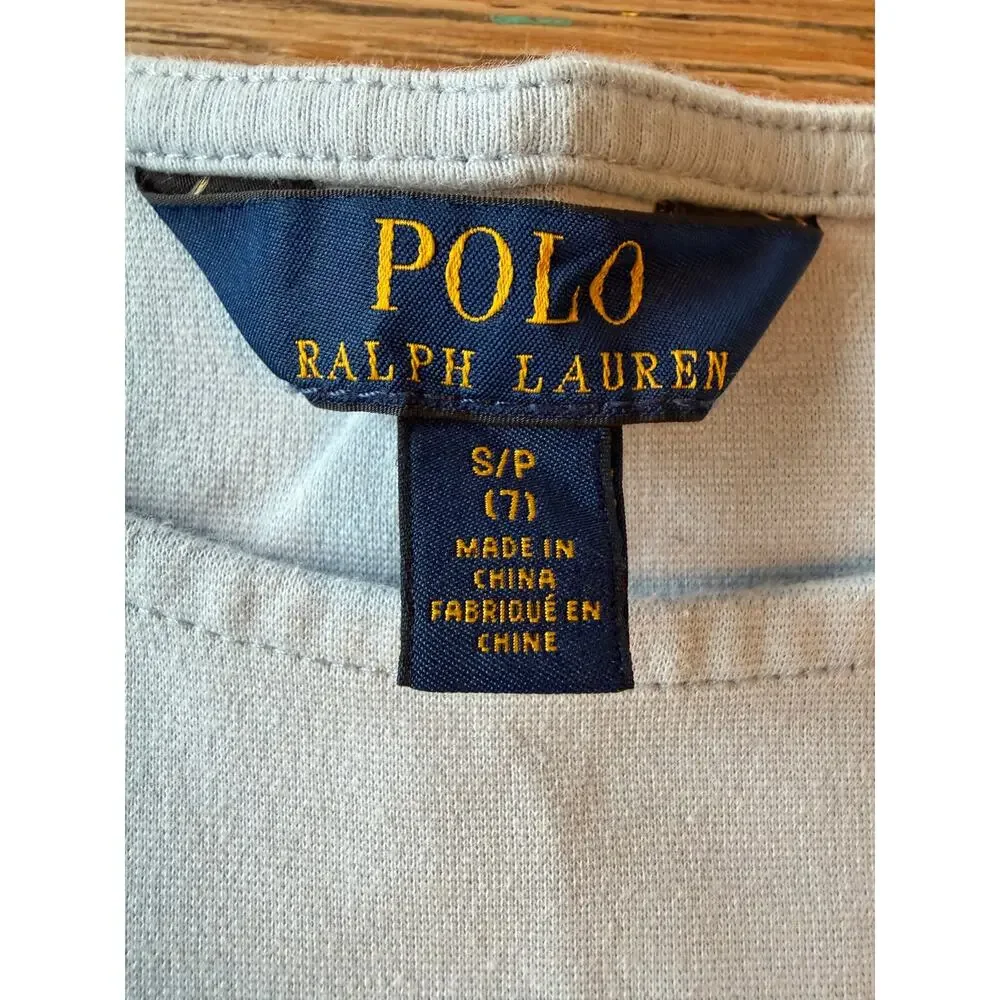 POLO
RALPH LAUREN
S/P
(7)
MADE IN
CHINA
FABRIQUÉ EN
CHINE